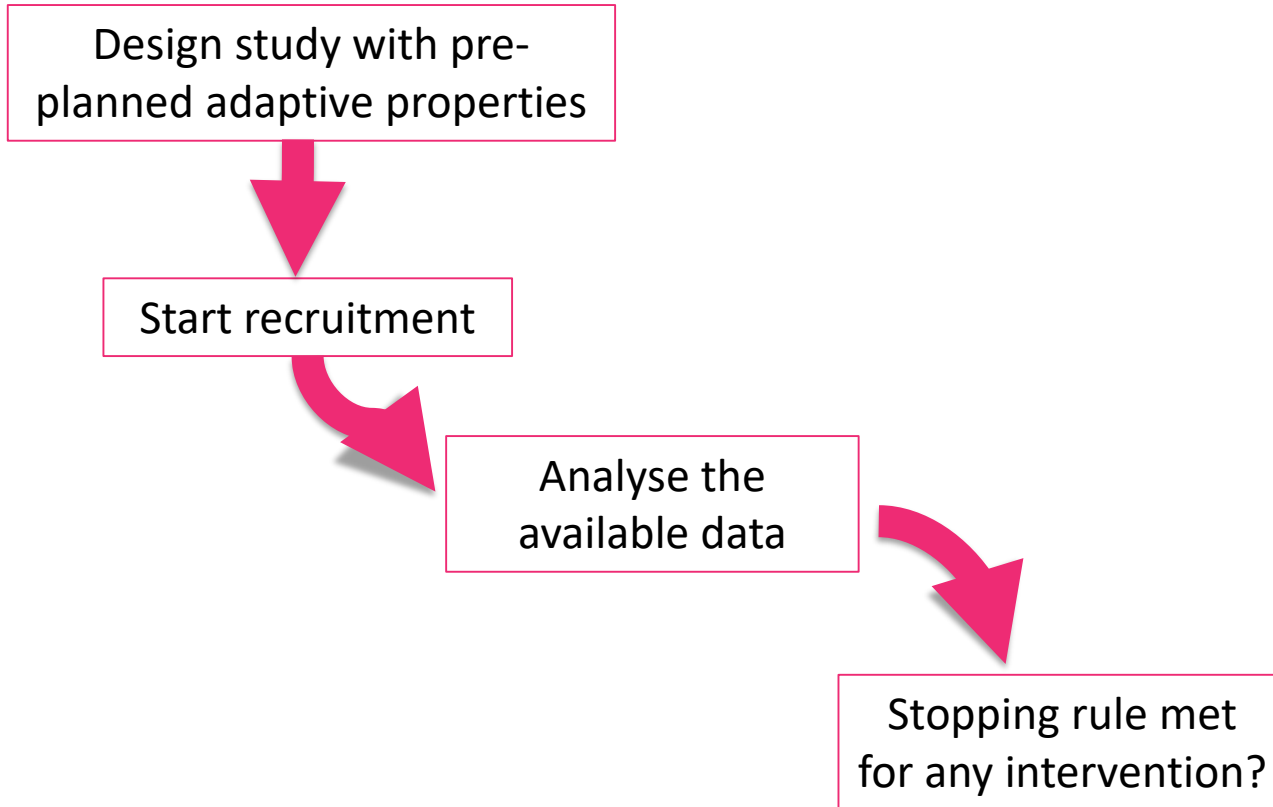 Design study with pre-
planned adaptive properties
Start recruitment
Analyse the
available data
Stopping rule met
for any intervention?